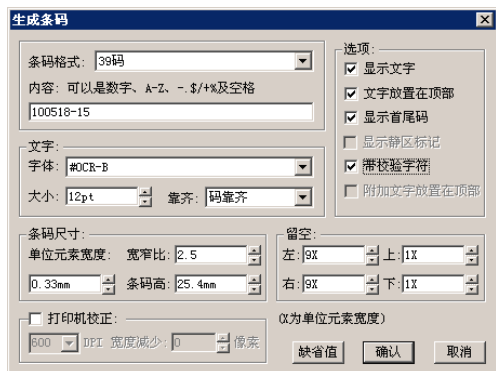 生成条码
条码格式: 39码
内容: 可以是数字、A-Z、-.$/+%及空格
100518-15
文字:
字体: #OCR-B
大小: 12pt 靠齐: 码靠齐
选项:
显示文字
文字放置在顶部
显示首尾码
显示静区标记
带校验字符
附加文字放置在顶部
条码尺寸:
单位元素宽度: 宽窄比: 2.5
0.33mm 条码高: 25.4mm
留空:
左: 9X 上: 1X
右: 9X 下: 1X
打印机校正:
600 DPI 宽度减少: 0 像素
(X为单位元素宽度)
缺省值 确认 取消